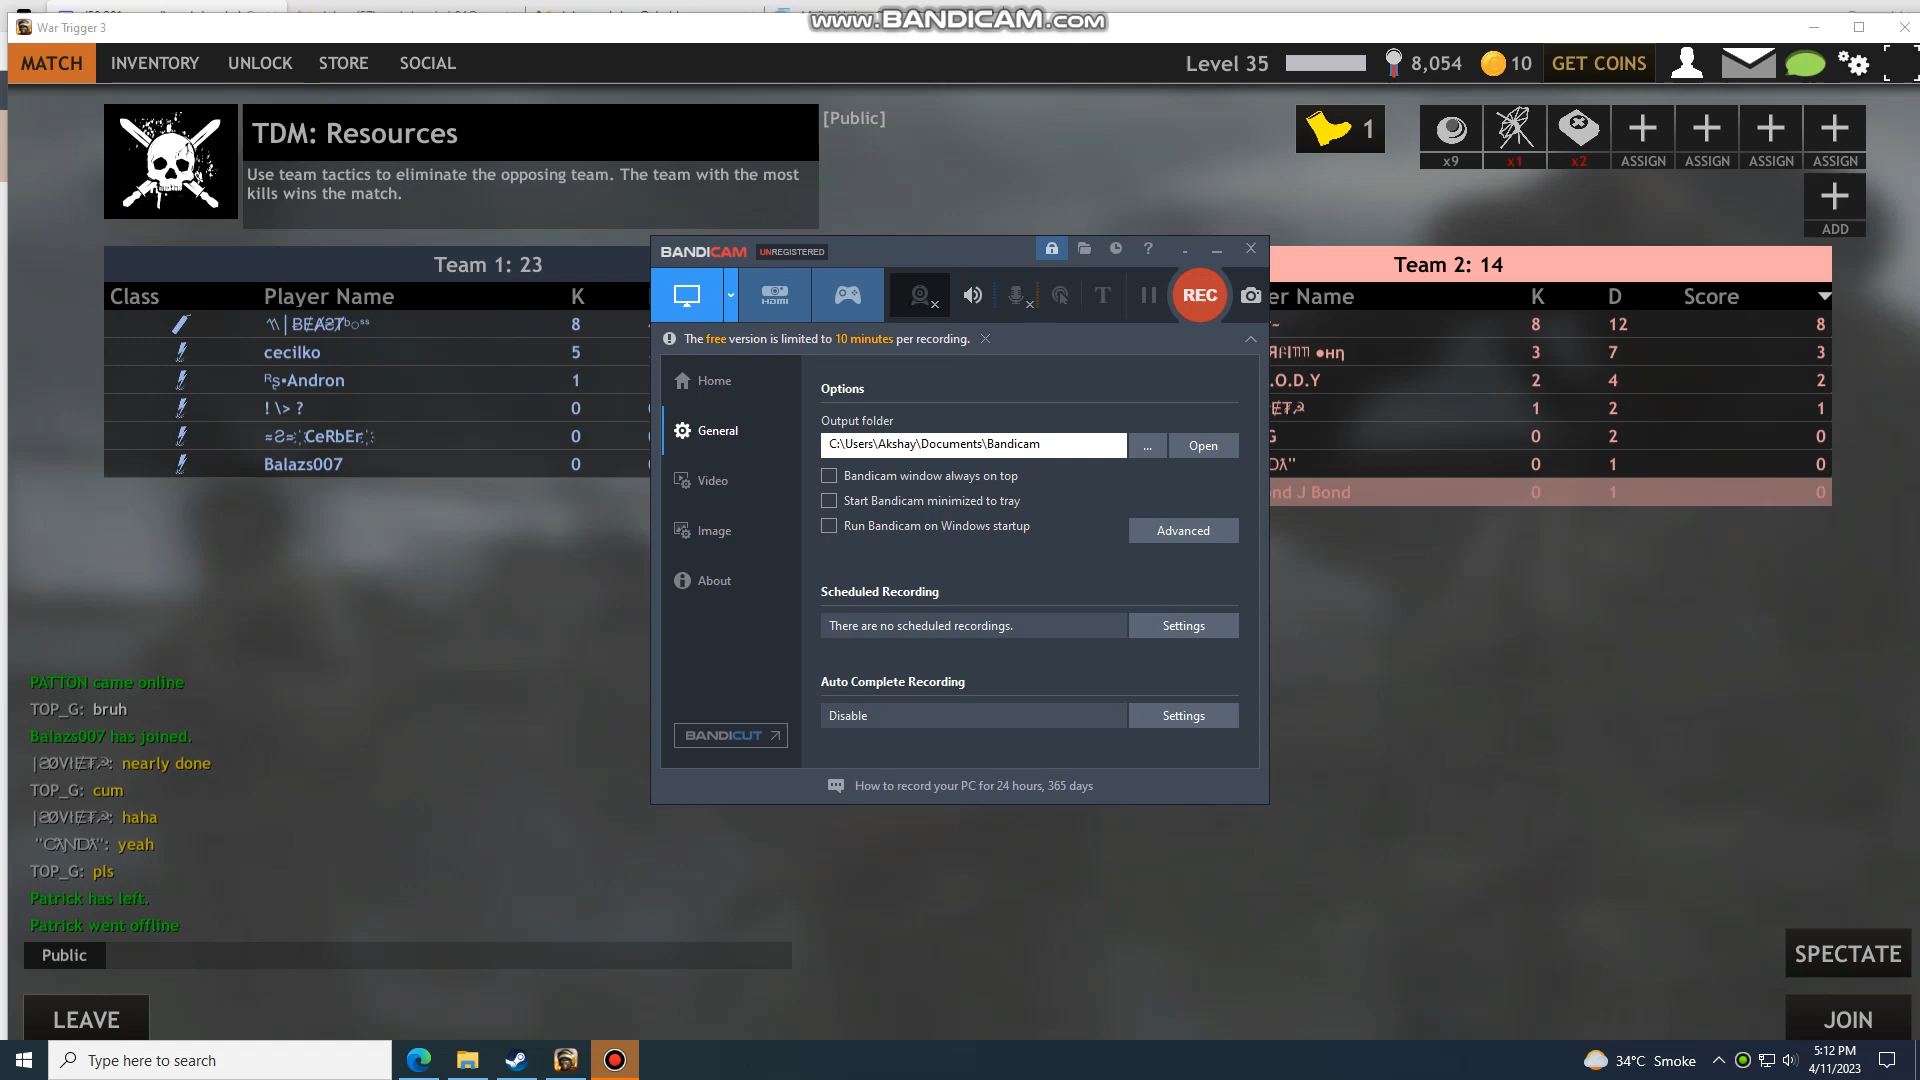 www.BANDICAM.com
War Trigger 3
MATCH INVENTORY UNLOCK STORE SOCIAL Level 35 8,054 10 GET COINS
TDM: Resources
[Public]
Use team tactics to eliminate the opposing team. The team with the most
kills wins the match.
1
x9 x1 x2 ASSIGN ASSIGN ASSIGN ASSIGN
ADD
Team 1: 23
Team 2: 14
Class Player Name K
er Name K D Score
8
8 12 8
cecilko 5
3 7 3
Andron 1
.O.D.Y 2 4 2
! \> ? 0
1 2 1
CeRbEr 0
G 0 2 0
Balazs007 0
0 1 0
nd J Bond 0 1 0
BANDICAM UNREGISTERED
?
HDMI T REC
The free version is limited to 10 minutes per recording.
Home
General
Video
Image
About
BANDICUT
Options
Output folder
C:\Users\Akshay\Documents\Bandicam ... Open
Bandicam window always on top
Start Bandicam minimized to tray
Run Bandicam on Windows startup
Advanced
Scheduled Recording
There are no scheduled recordings. Settings
Auto Complete Recording
Disable Settings
How to record your PC for 24 hours, 365 days
PATTON came online
TOP_G: bruh
Balazs007 has joined.
nearly done
TOP_G: cum
haha
yeah
TOP_G: pls
Patrick has left.
Patrick went offline
Public
LEAVE
SPECTATE
JOIN
Type here to search
34°C Smoke
5:12 PM
4/11/2023